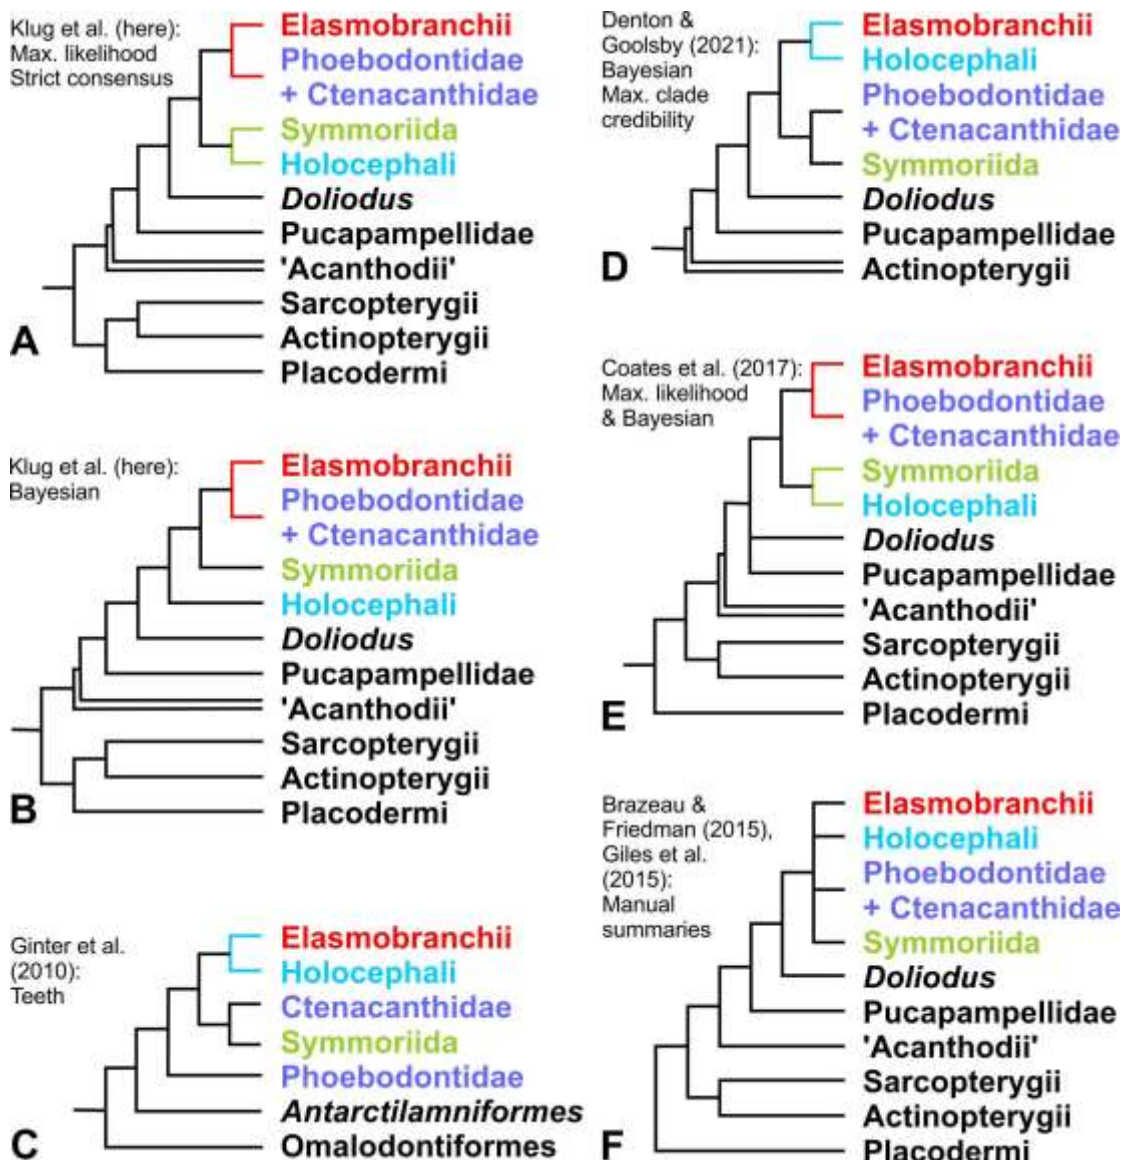 Klug et al. (here):
Max. likelihood
Strict consensus
Elasmobranchii
Phoebodontidae
+ Ctenacanthidae
Symmoriida
Holocephali
Doliodus
Pucapampellidae
'Acanthodii'
Sarcopterygii
Actinopterygii
Placodermi
A
Klug et al. (here):
Bayesian
Elasmobranchii
Phoebodontidae
+ Ctenacanthidae
Symmoriida
Holocephali
Doliodus
Pucapampellidae
'Acanthodii'
Sarcopterygii
Actinopterygii
Placodermi
B
Ginter et al.
(2010):
Teeth
Elasmobranchii
Holocephali
Ctenacanthidae
Symmoriida
Phoebodontidae
Antarctilamniformes
Omalodontiformes
C
Denton &
Goolsby (2021):
Bayesian
Max. clade
credibility
Elasmobranchii
Holocephali
Phoebodontidae
+ Ctenacanthidae
Symmoriida
Doliodus
Pucapampellidae
Actinopterygii
D
Coates et al. (2017):
Max. likelihood
& Bayesian
Elasmobranchii
Phoebodontidae
+ Ctenacanthidae
Symmoriida
Holocephali
Doliodus
Pucapampellidae
'Acanthodii'
Sarcopterygii
Actinopterygii
Placodermi
E
Brazeau &
Friedman (2015),
Giles et al.
(2015):
Manual
summaries
Elasmobranchii
Holocephali
Phoebodontidae
+ Ctenacanthidae
Symmoriida
Doliodus
Pucapampellidae
'Acanthodii'
Sarcopterygii
Actinopterygii
Placodermi
F